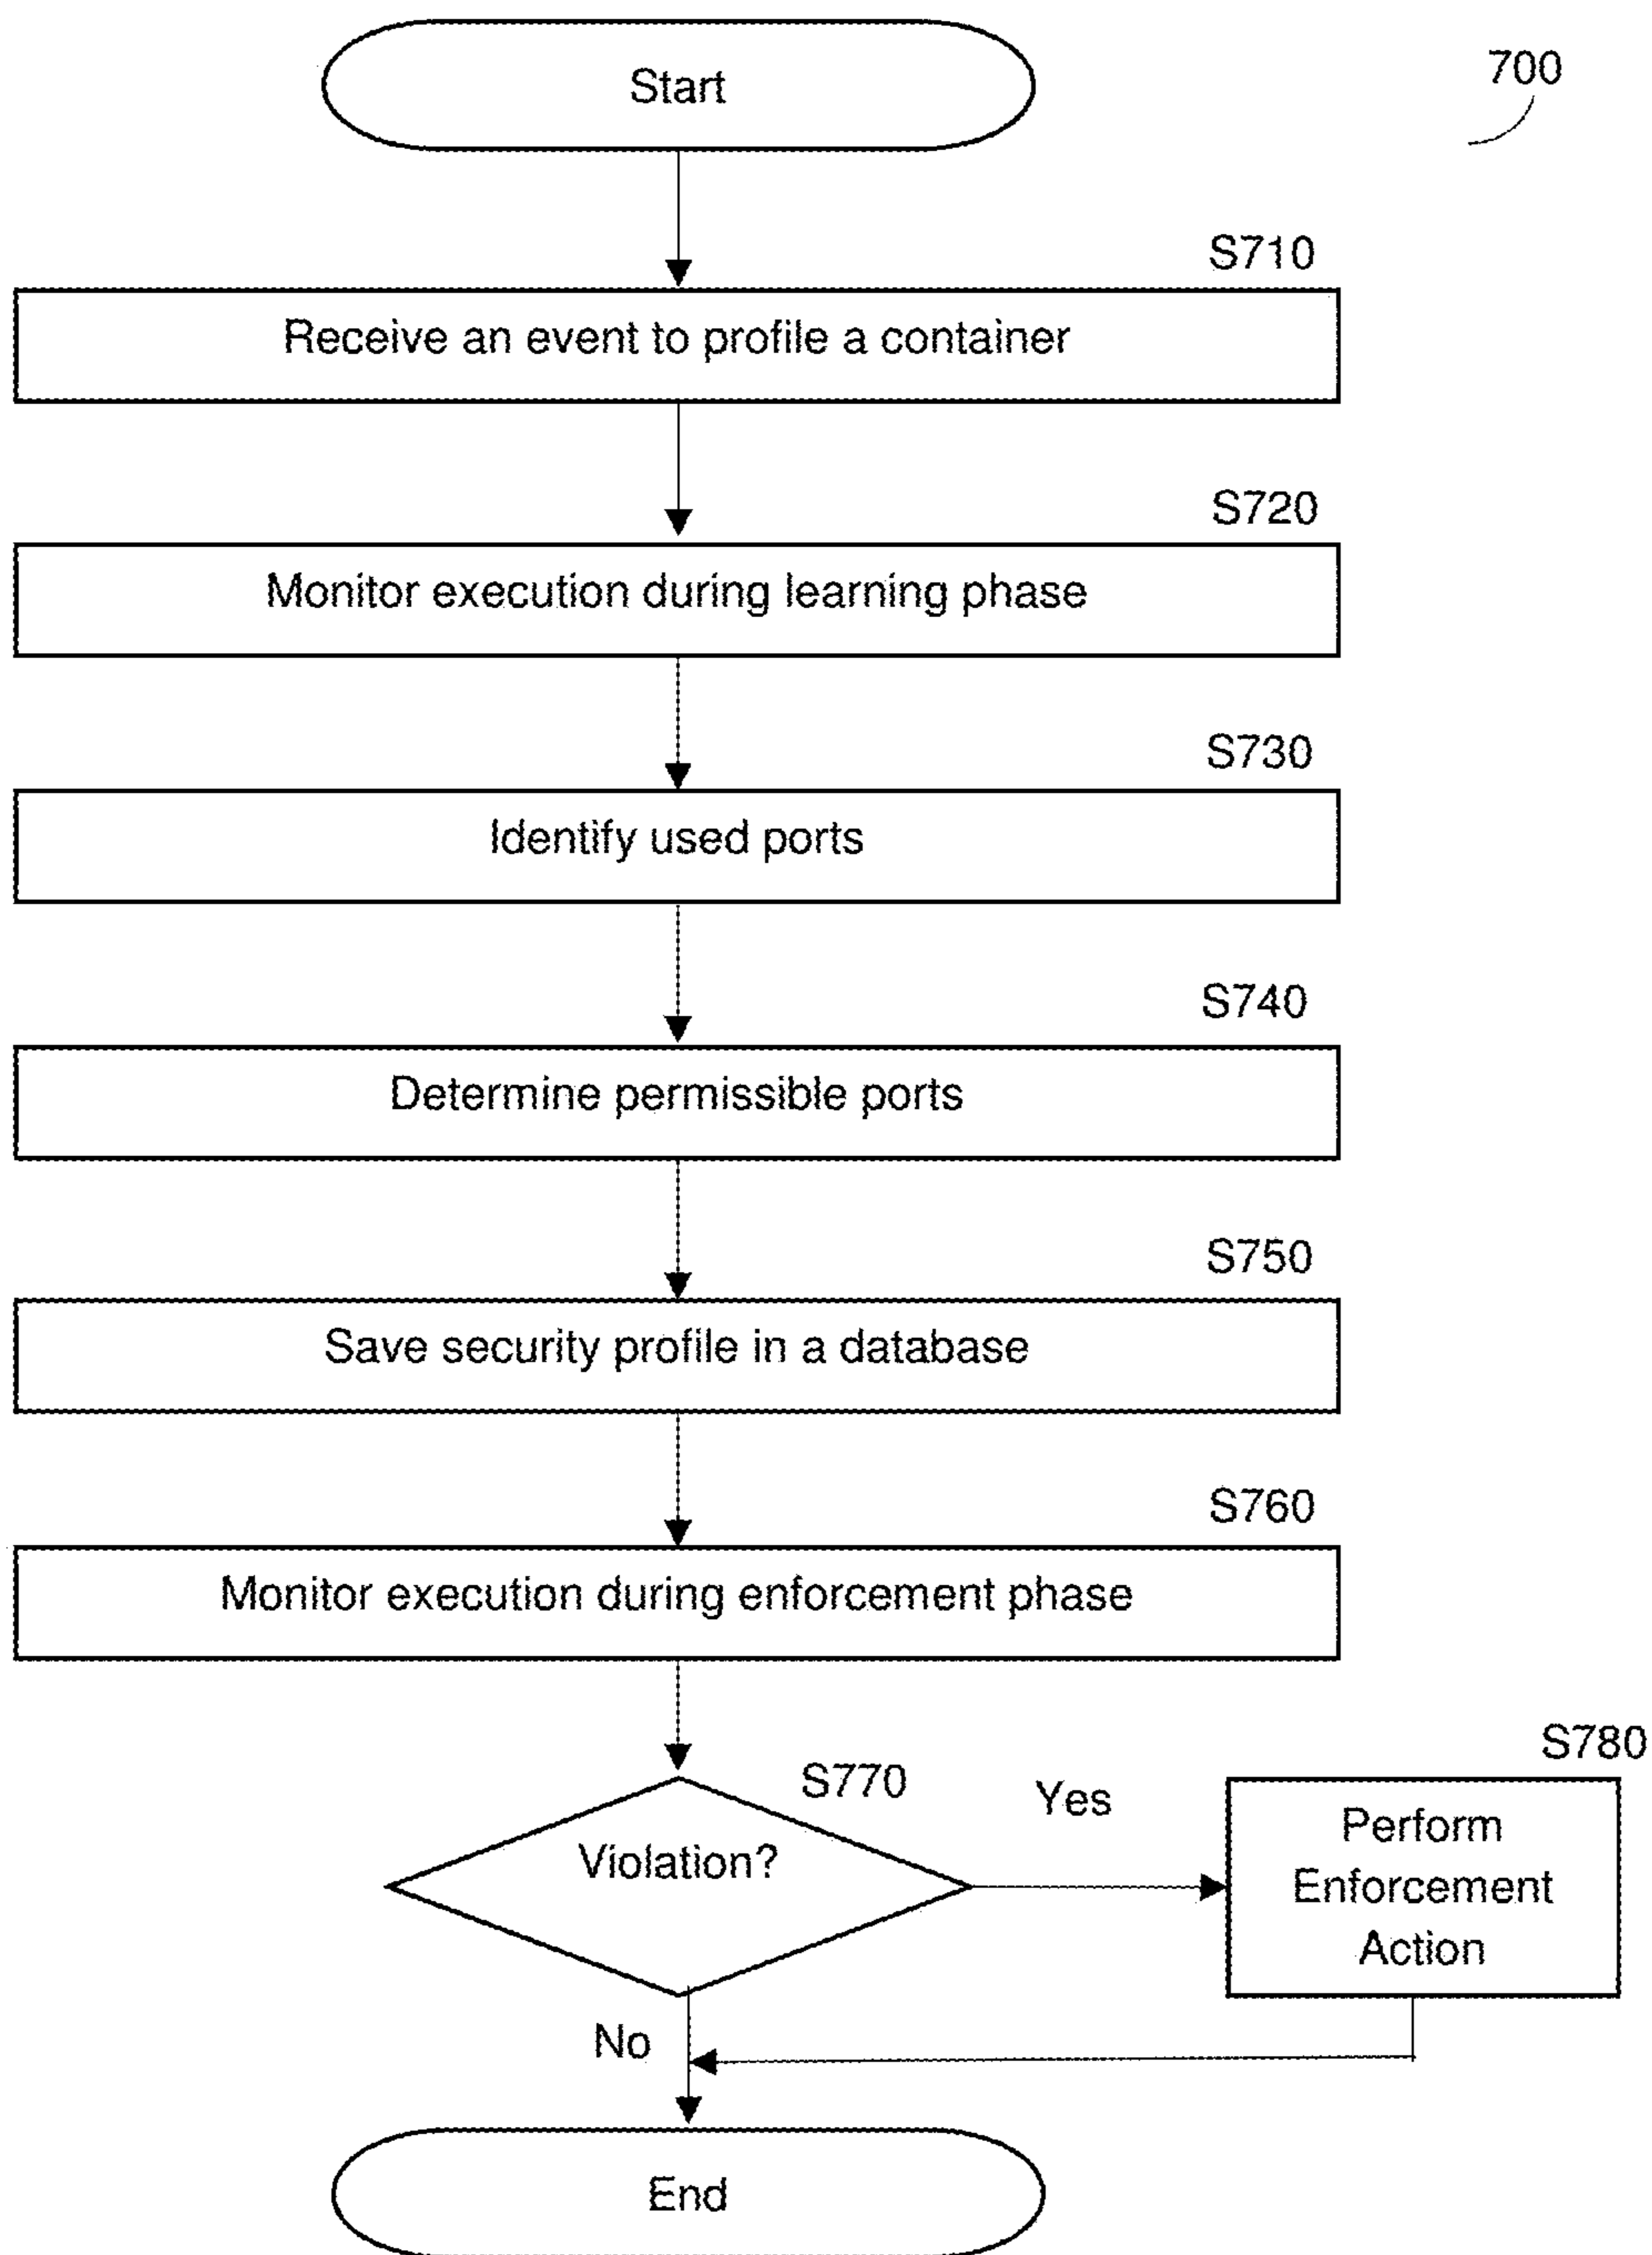 Start
700
S710
Receive an event to profile a container
S720
Monitor execution during learning phase
S730
Identify used ports
S740
Determine permissible ports
S750
Save security profile in a database
S760
Monitor execution during enforcement phase
S770
Violation?
Yes
S780
Perform
Enforcement
Action
No
End